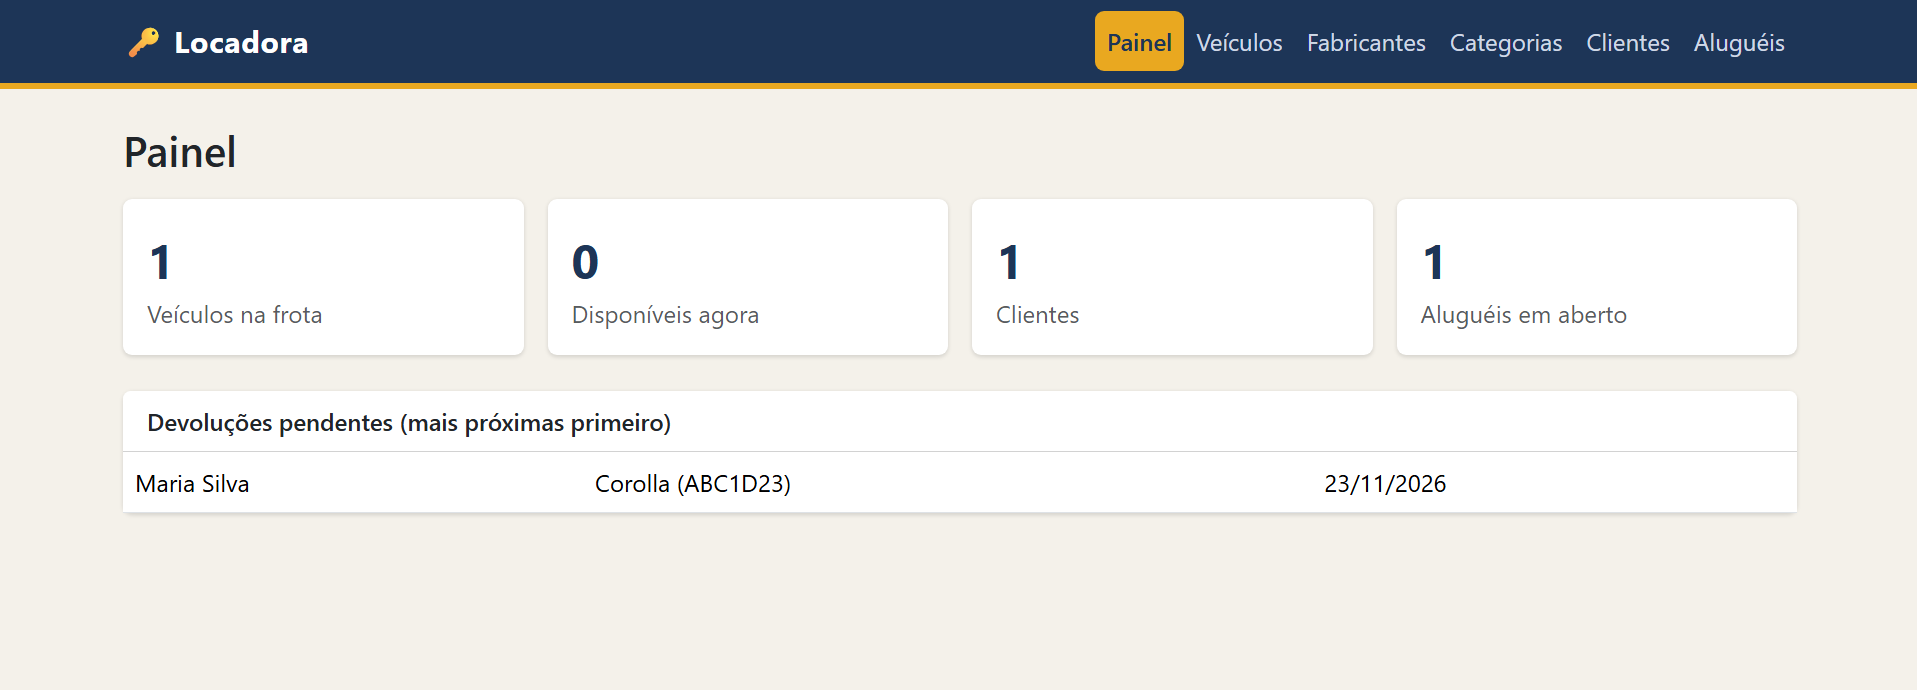 Locadora
Painel Veículos Fabricantes Categorias Clientes Aluguéis
Painel
1
Veículos na frota
0
Disponíveis agora
1
Clientes
1
Aluguéis em aberto
Devoluções pendentes (mais próximas primeiro)
Maria Silva Corolla (ABC1D23) 23/11/2026